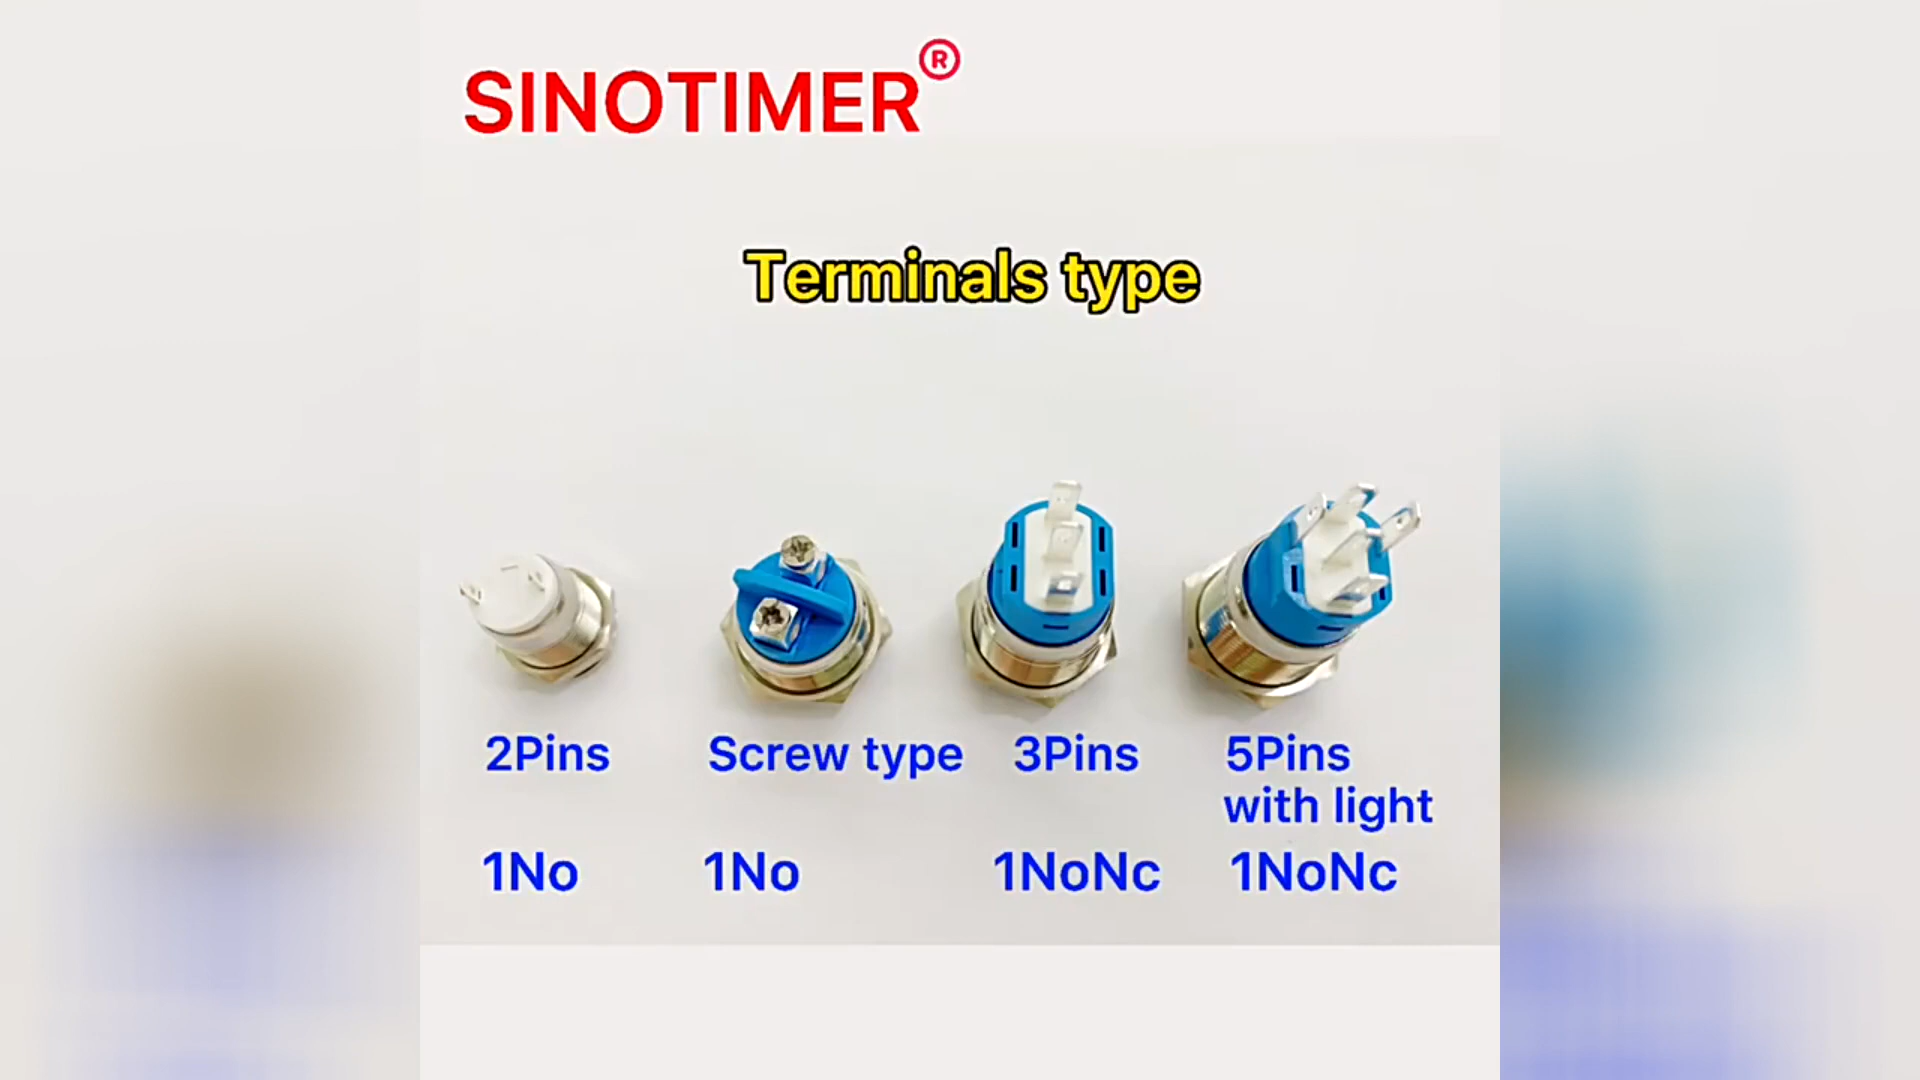 SINOTIMER®
Terminals type
2Pins Screw type 3Pins 5Pins
with light
1No 1No 1NoNc 1NoNc